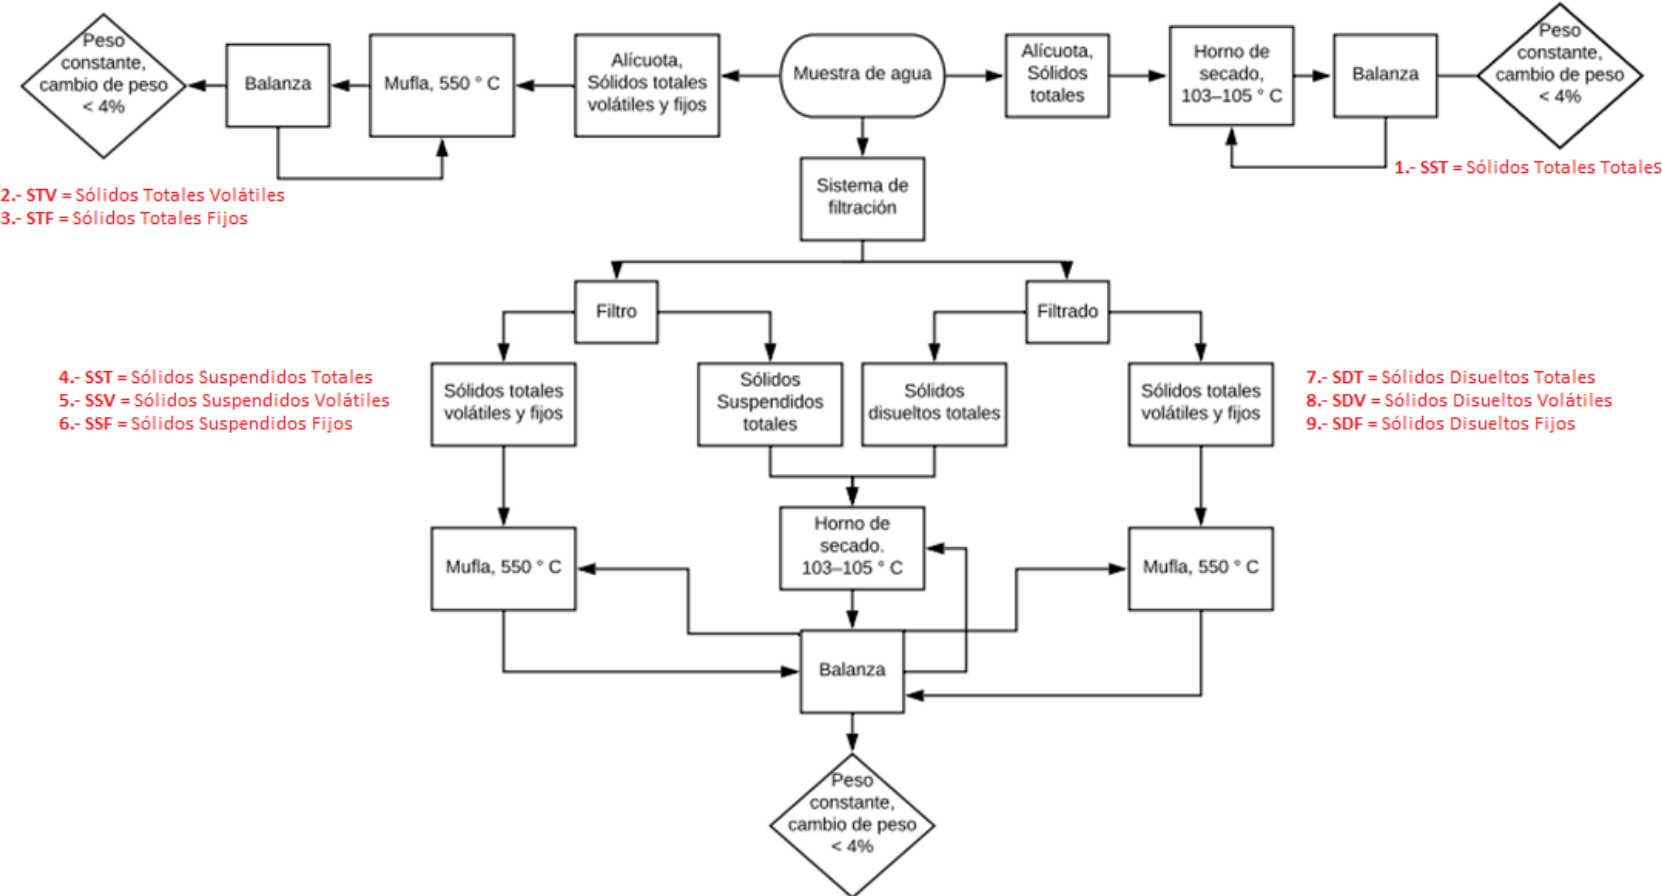 Peso
constante,
cambio de peso
< 4%
Balanza
Mufla, 550 ° C
Alícuota,
Sólidos totales
volátiles y fijos
Muestra de agua
Alícuota,
Sólidos
totales
Horno de
secado,
103–105 ° C
Balanza
Peso
constante,
cambio de peso
< 4%
1.- SST = Sólidos Totales Totales
2.- STV = Sólidos Totales Volátiles
3.- STF = Sólidos Totales Fijos
Sistema de
filtración
Filtro
Filtrado
4.- SST = Sólidos Suspendidos Totales
5.- SSV = Sólidos Suspendidos Volátiles
6.- SSF = Sólidos Suspendidos Fijos
Sólidos totales
volátiles y fijos
Sólidos
Suspendidos
totales
Sólidos
disueltos totales
Sólidos totales
volátiles y fijos
7.- SDT = Sólidos Disueltos Totales
8.- SDV = Sólidos Disueltos Volátiles
9.- SDF = Sólidos Disueltos Fijos
Mufla, 550 ° C
Horno de
secado.
103–105 ° C
Mufla, 550 ° C
Balanza
Peso
constante,
cambio de peso
< 4%